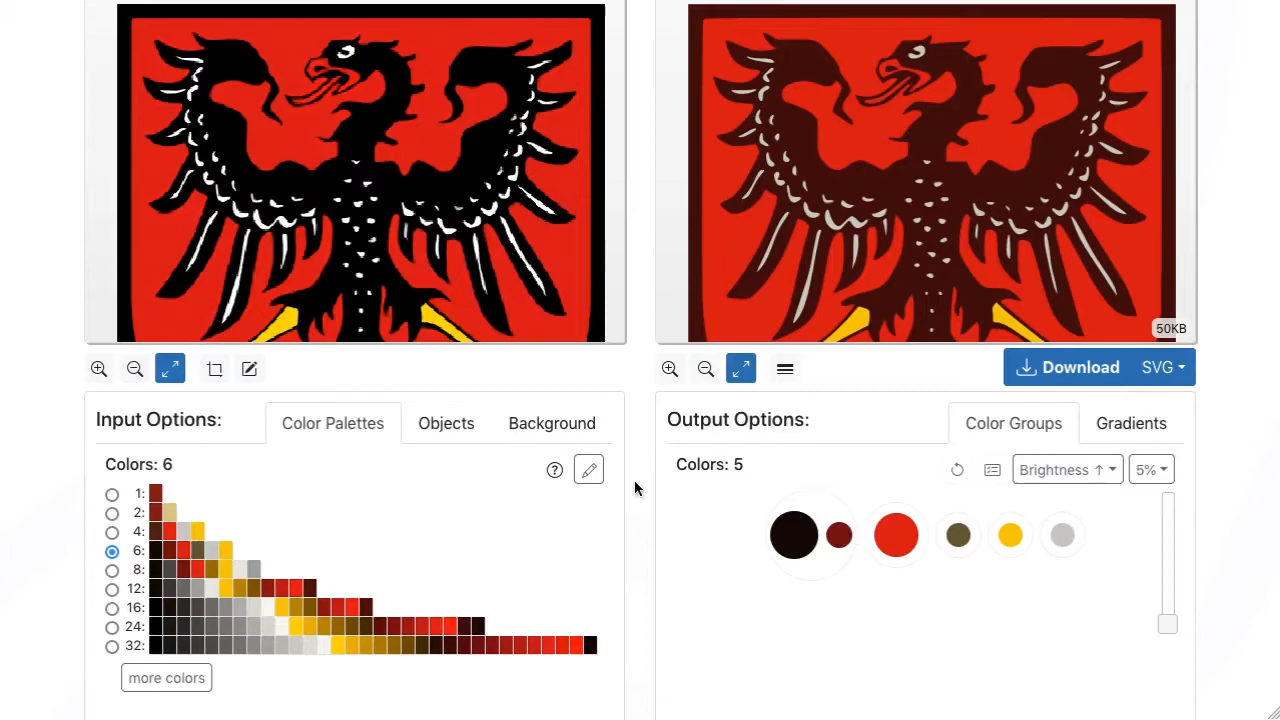 50KB
Download SVG
Input Options: Color Palettes Objects Background
Output Options: Color Groups Gradients
Colors: 6
Colors: 5 Brightness ↑ 5%
1:
2:
4:
6:
8:
12:
16:
24:
32:
more colors